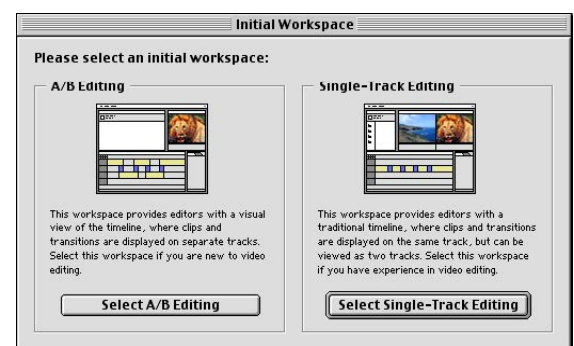 Initial Workspace
Please select an initial workspace:
A/B Editing
This workspace provides editors with a visual
view of the timeline, where clips and
transitions are displayed on separate tracks.
Select this workspace if you are new to video
editing.
Select A/B Editing
Single-Track Editing
This workspace provides editors with a
traditional timeline, where clips and transitions
are displayed on the same track, but can be
viewed as two tracks. Select this workspace
if you have experience in video editing.
Select Single-Track Editing